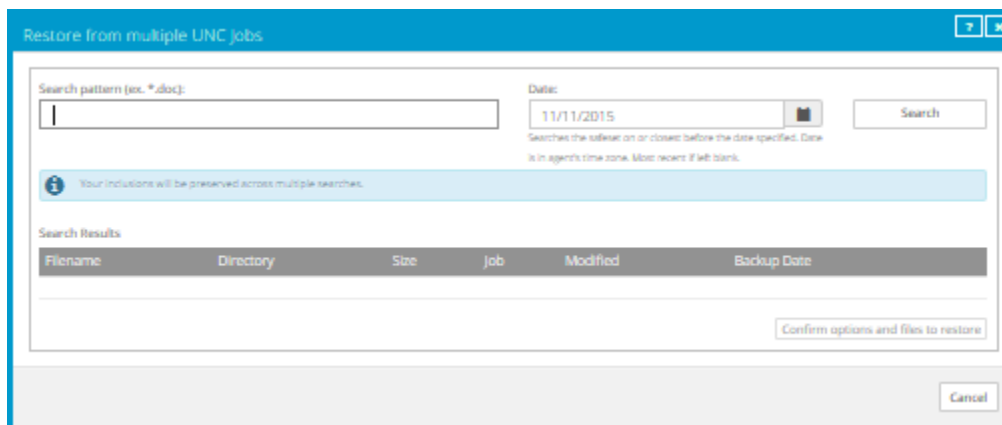 Restore from multiple UNC Jobs
?
x
Search pattern (ex. *.doc):
Date:
11/11/2015
Search
Searches the safeset on or closest before the date specified. Date
is in agent's time zone. Most recent if left blank.
Your inclusions will be preserved across multiple searches.
Search Results
Filename Directory Size Job Modified Backup Date
Confirm options and files to restore
Cancel